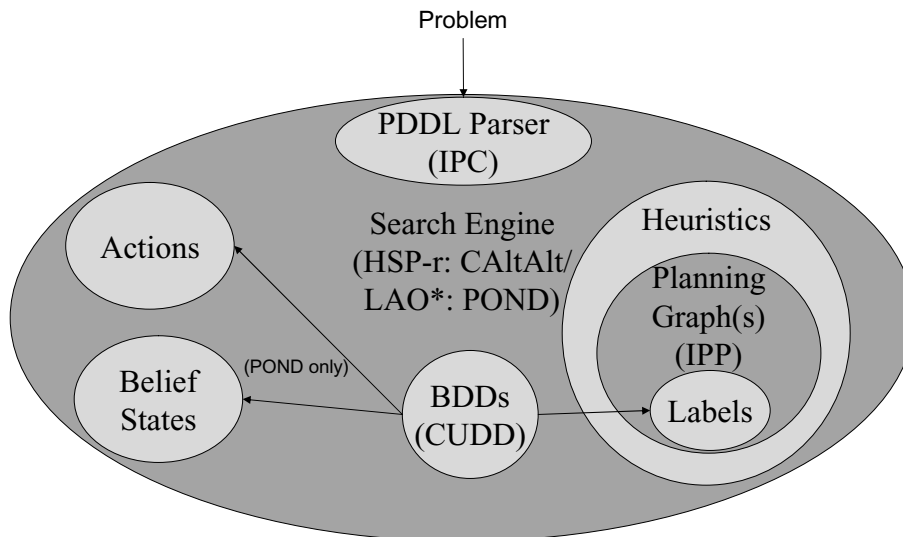 Problem
PDDL Parser
(IPC)
Search Engine
(HSP-r: CAltAlt/
LAO*: POND)
Heuristics
Planning
Graph(s)
(IPP)
Labels
Actions
(POND only)
Belief
States
BDDs
(CUDD)